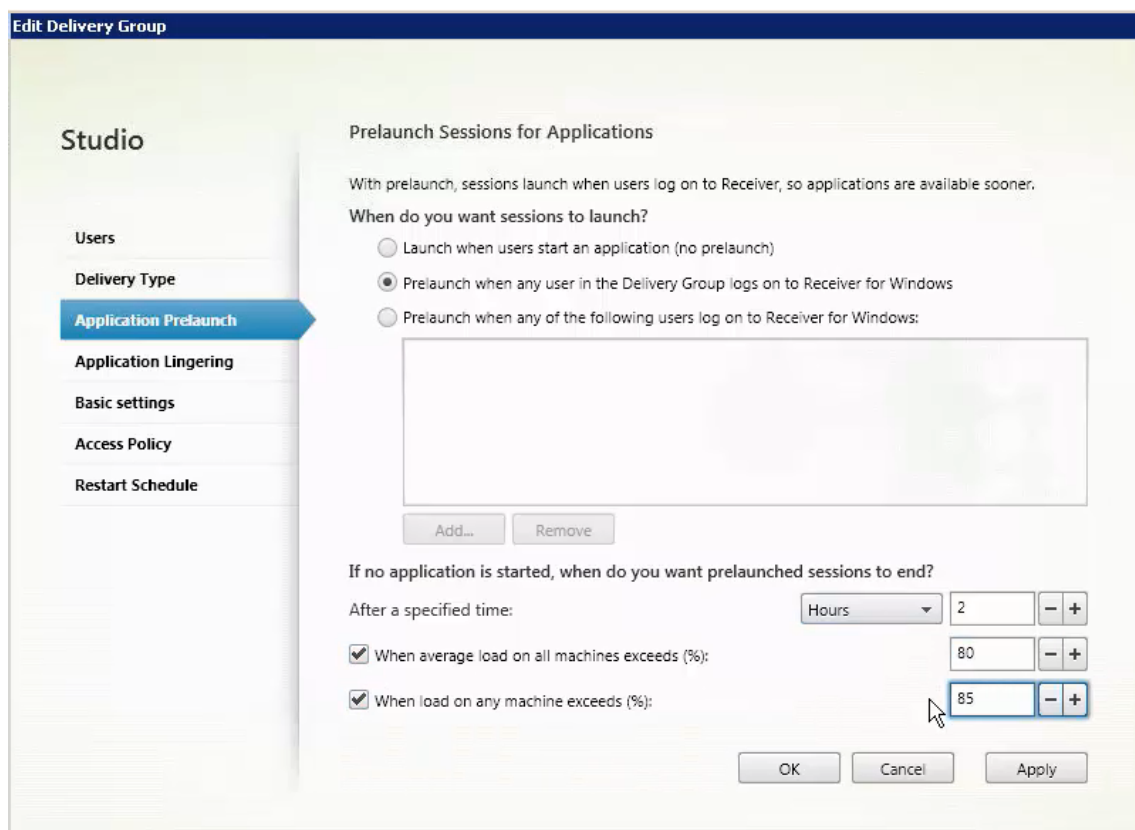 Edit Delivery Group
Studio
Users
Delivery Type
Application Prelaunch
Application Lingering
Basic settings
Access Policy
Restart Schedule
Prelaunch Sessions for Applications
With prelaunch, sessions launch when users log on to Receiver, so applications are available sooner.
When do you want sessions to launch?
Launch when users start an application (no prelaunch)
Prelaunch when any user in the Delivery Group logs on to Receiver for Windows
Prelaunch when any of the following users log on to Receiver for Windows:
Add... Remove
If no application is started, when do you want prelaunched sessions to end?
After a specified time: Hours 2 - +
When average load on all machines exceeds (%): 80 - +
When load on any machine exceeds (%): 85 - +
OK Cancel Apply